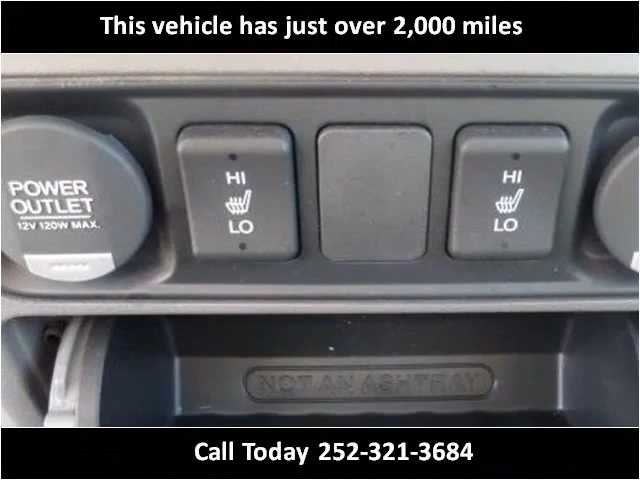 This vehicle has just over 2,000 miles
POWER
OUTLET
12V 120W MAX.
HI
LO
HI
LO
NOT AN ASHTRAY
Call Today 252-321-3684